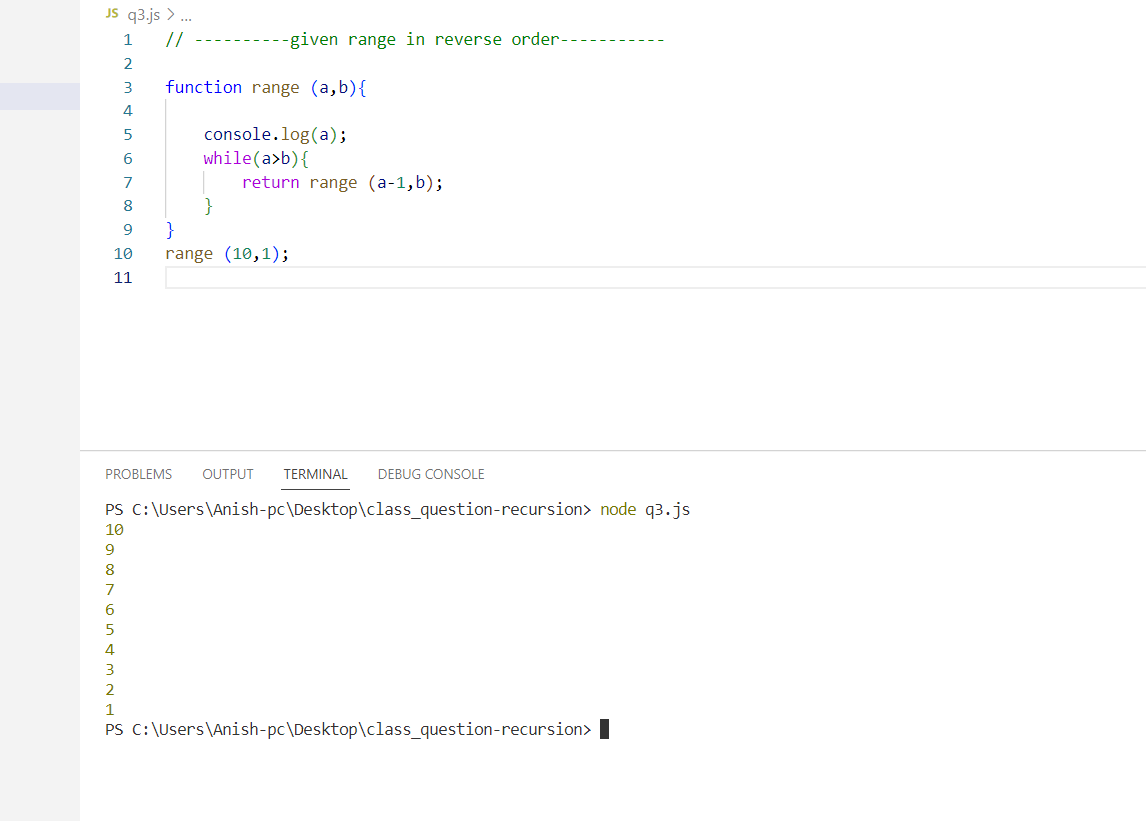 JS q3.js > ...
1 // ----------given range in reverse order-----------
2
3 function range (a,b){
4
5     console.log(a);
6     while(a>b){
7         return range (a-1,b);
8     }
9 }
10 range (10,1);
11
PROBLEMS OUTPUT TERMINAL DEBUG CONSOLE
PS C:\Users\Anish-pc\Desktop\class_question-recursion> node q3.js
10
9
8
7
6
5
4
3
2
1
PS C:\Users\Anish-pc\Desktop\class_question-recursion>